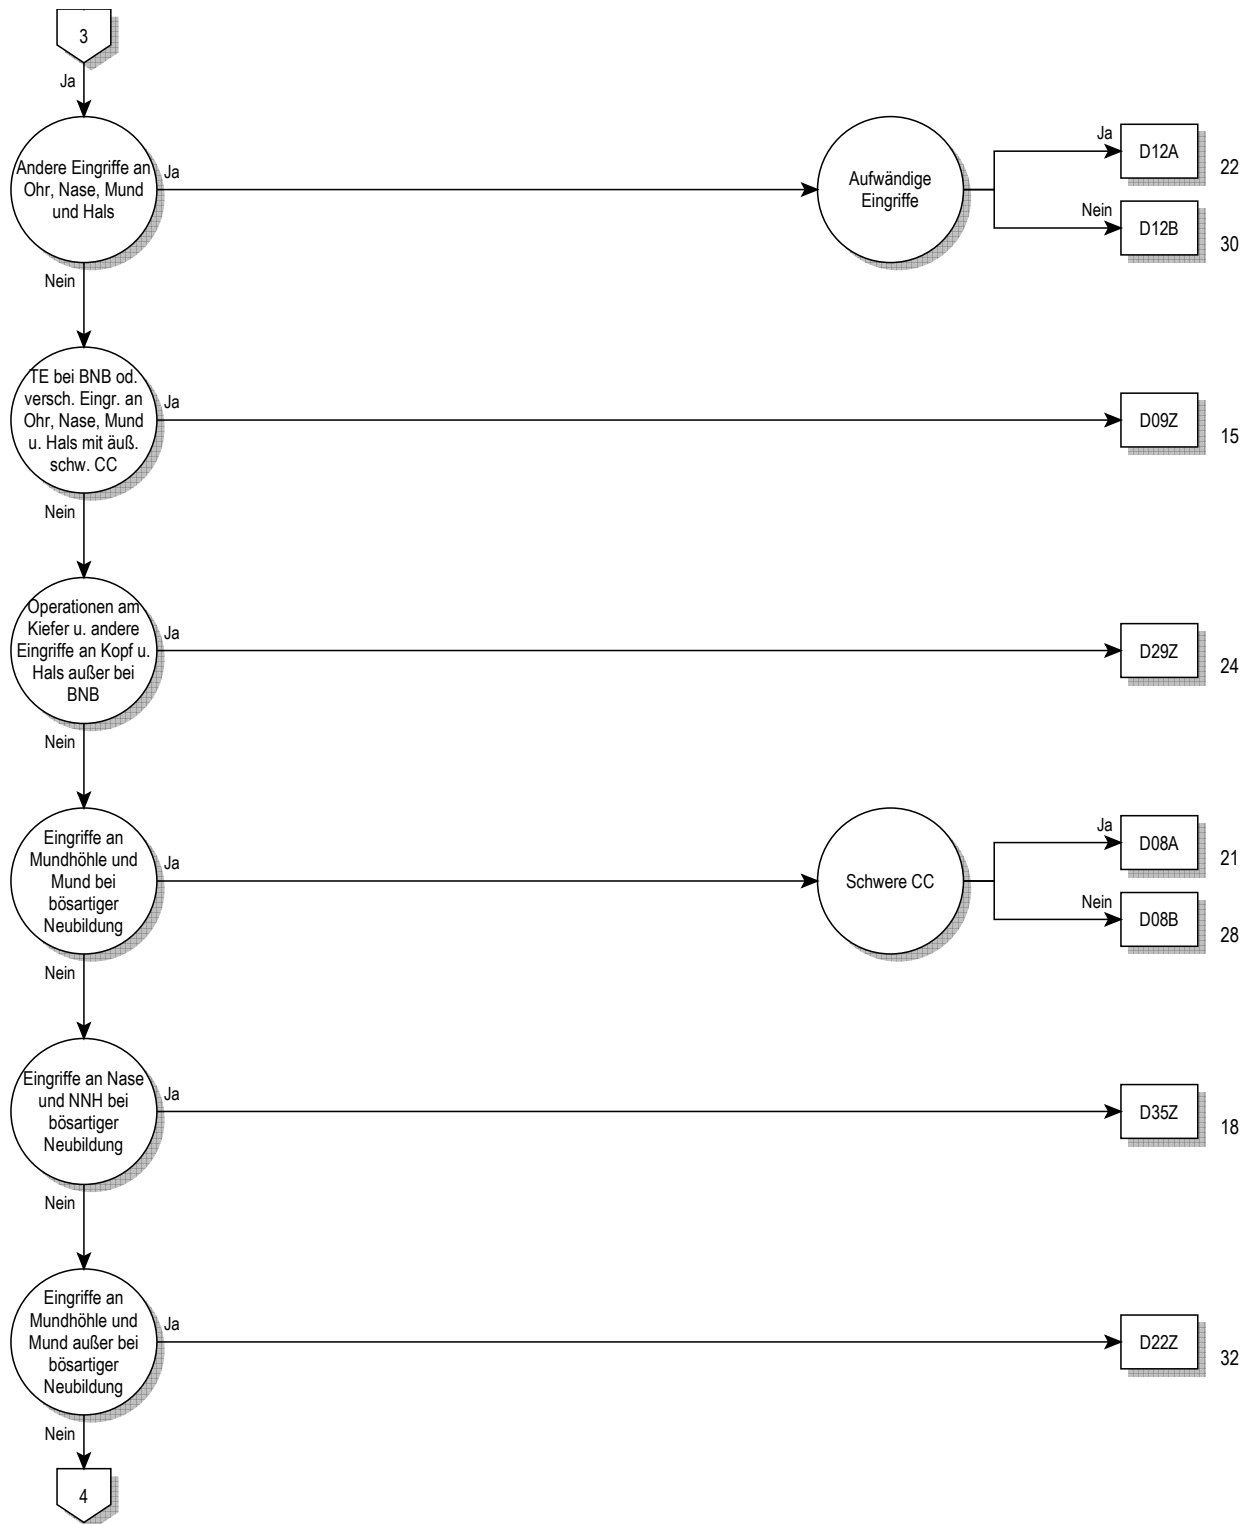 3
Ja
Andere Eingriffe an
Ohr, Nase, Mund
und Hals
Ja
Aufwändige
Eingriffe
Ja
D12A
22
Nein
D12B
30
Nein
TE bei BNB od.
versch. Eingr. an
Ohr, Nase, Mund
u. Hals mit äuß.
schw. CC
Ja
D09Z
15
Nein
Operationen am
Kiefer u. andere
Eingriffe an Kopf u.
Hals außer bei
BNB
Ja
D29Z
24
Nein
Eingriffe an
Mundhöhle und
Mund bei
bösartiger
Neubildung
Ja
Schwere CC
Ja
D08A
21
Nein
D08B
28
Nein
Eingriffe an Nase
und NNH bei
bösartiger
Neubildung
Ja
D35Z
18
Nein
Eingriffe an
Mundhöhle und
Mund außer bei
bösartiger
Neubildung
Ja
D22Z
32
Nein
4